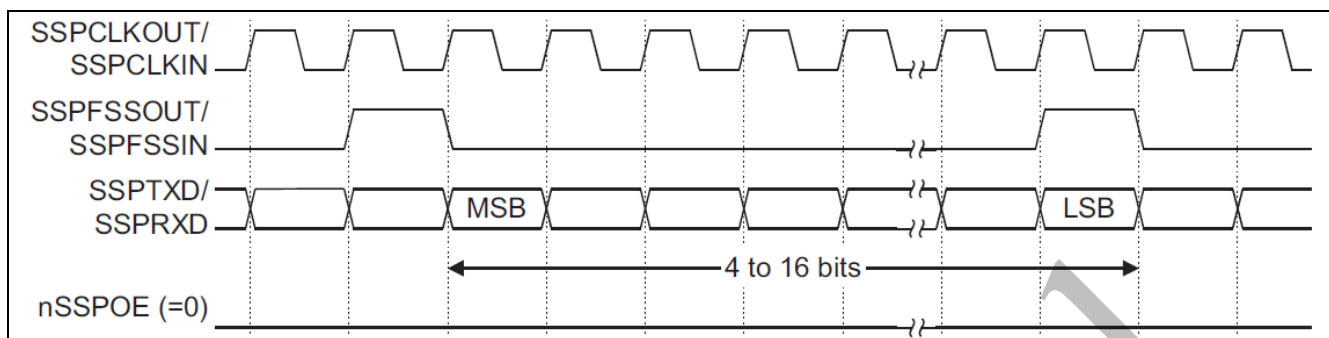 SSPCLKOUT/
SSPCLKIN
SSPFSSOUT/
SSPFSSIN
SSPTXD/
SSPRXD
MSB
LSB
4 to 16 bits
nSSPOE (=0)